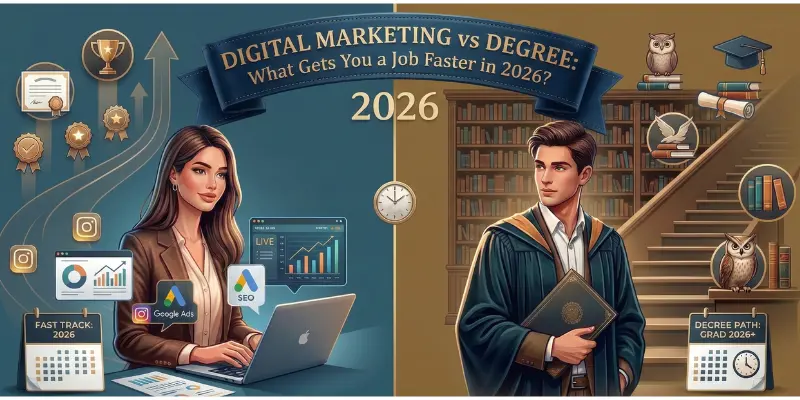 DIGITAL MARKETING vs DEGREE:
What Gets You a Job Faster in 2026?
2026
LIVE
SEO
Google Ads
FAST TRACK:
2026
DEGREE PATH:
GRAD 2026+